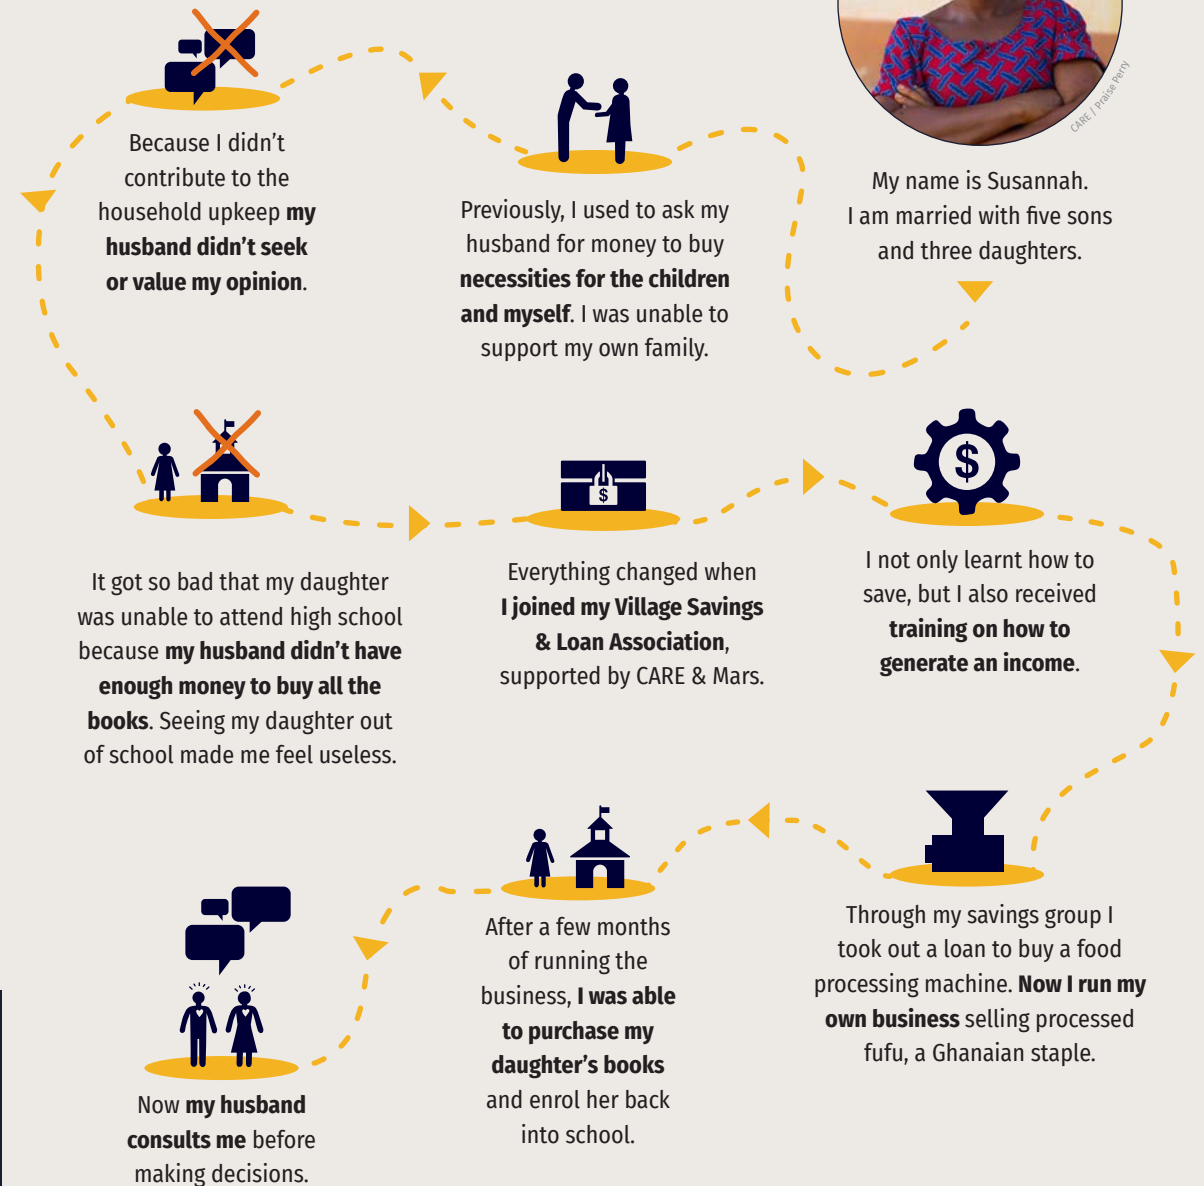 CARE / Praise Perry
My name is Susannah.
I am married with five sons
and three daughters.
Previously, I used to ask my
husband for money to buy
necessities for the children
and myself. I was unable to
support my own family.
Because I didn’t
contribute to the
household upkeep my
husband didn’t seek
or value my opinion.
It got so bad that my daughter
was unable to attend high school
because my husband didn’t have
enough money to buy all the
books. Seeing my daughter out
of school made me feel useless.
$
Everything changed when
I joined my Village Savings
& Loan Association,
supported by CARE & Mars.
$
I not only learnt how to
save, but I also received
training on how to
generate an income.
Through my savings group I
took out a loan to buy a food
processing machine. Now I run my
own business selling processed
fufu, a Ghanaian staple.
After a few months
of running the
business, I was able
to purchase my
daughter’s books
and enrol her back
into school.
Now my husband
consults me before
making decisions.